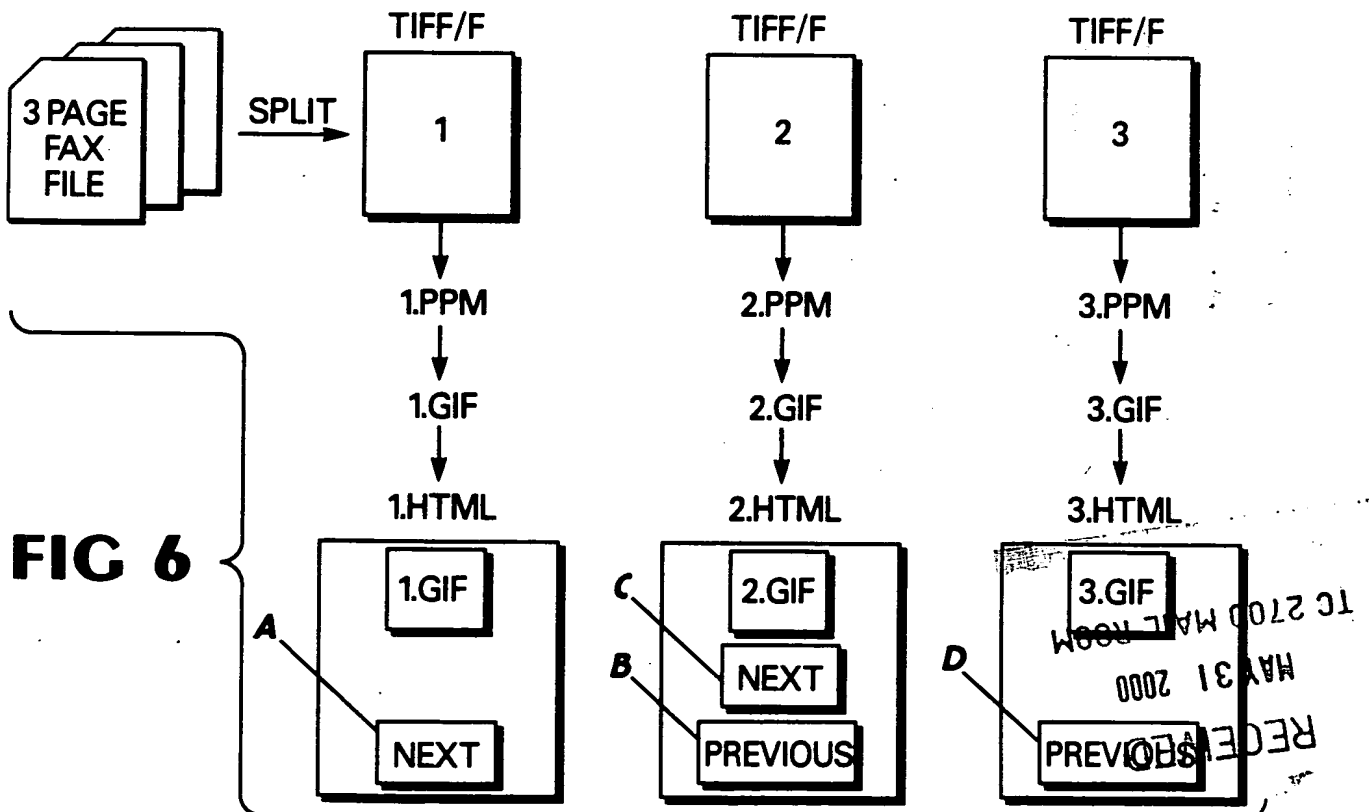 TIFF/F TIFF/F TIFF/F
3 PAGE
FAX
FILE
SPLIT
1 2 3
1.PPM 2.PPM 3.PPM
1.GIF 2.GIF 3.GIF
1.HTML 2.HTML 3.HTML
FIG 6
1.GIF 2.GIF 3.GIF
A C B D
NEXT
NEXT
PREVIOUS
PREVIOUS
RECEIVED
MAY 31 2000
TC 2700 MAIL ROOM